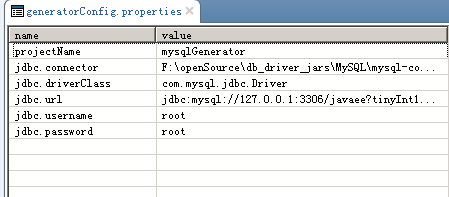 generatorConfig.properties
name value
projectName mysqlGenerator
jdbc.connector F:\openSource\db_driver_jars\MySQL\mysql-co...
jdbc.driverClass com.mysql.jdbc.Driver
jdbc.url jdbc:mysql://127.0.0.1:3306/javaee?tinyInt1...
jdbc.username root
jdbc.password root